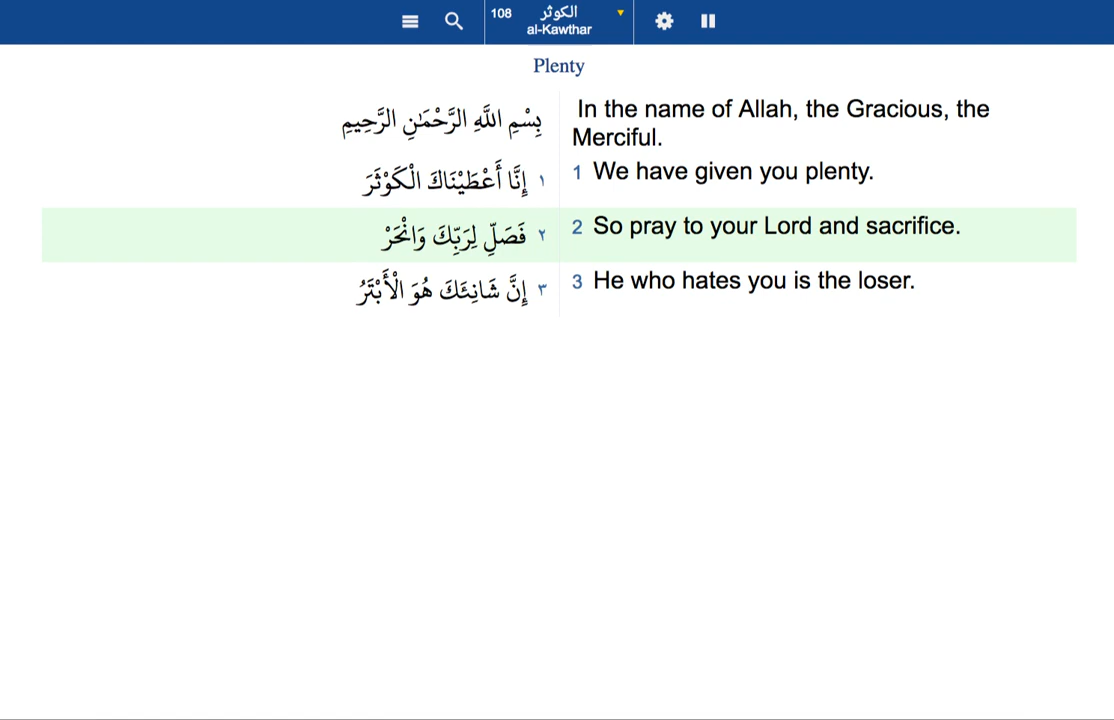 108
الكوثر
al-Kawthar
Plenty
بِسْمِ اللَّهِ الرَّحْمَٰنِ الرَّحِيمِ
In the name of Allah, the Gracious, the
Merciful.
١ إِنَّا أَعْطَيْنَاكَ الْكَوْثَرَ
1 We have given you plenty.
٢ فَصَلِّ لِرَبِّكَ وَانْحَرْ
2 So pray to your Lord and sacrifice.
٣ إِنَّ شَانِئَكَ هُوَ الْأَبْتَرُ
3 He who hates you is the loser.